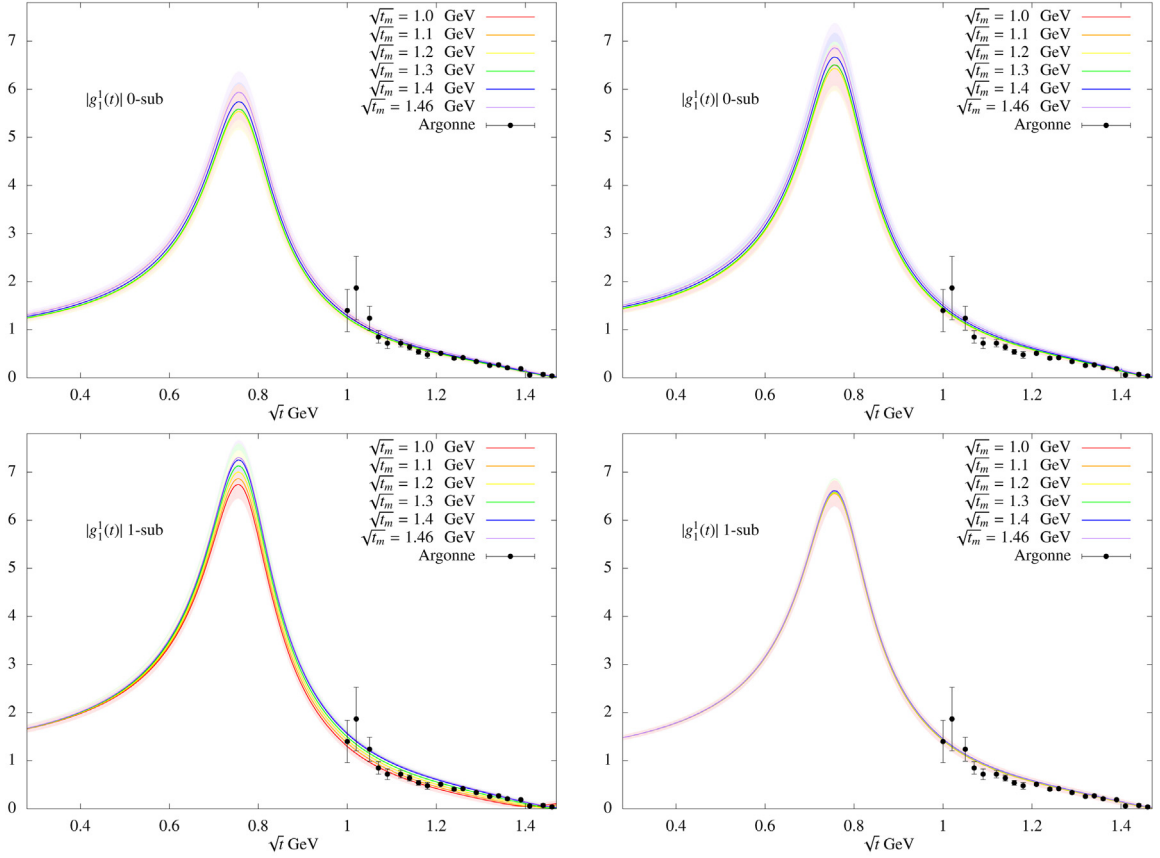 √t_m = 1.0 GeV
√t_m = 1.1 GeV
√t_m = 1.2 GeV
√t_m = 1.3 GeV
√t_m = 1.4 GeV
√t_m = 1.46 GeV
Argonne
|g₁¹(t)| 0-sub
7
6
5
4
3
2
1
0
0.4 0.6 0.8 1 1.2 1.4
√t GeV
√t_m = 1.0 GeV
√t_m = 1.1 GeV
√t_m = 1.2 GeV
√t_m = 1.3 GeV
√t_m = 1.4 GeV
√t_m = 1.46 GeV
Argonne
|g₁¹(t)| 0-sub
7
6
5
4
3
2
1
0
0.4 0.6 0.8 1 1.2 1.4
√t GeV
√t_m = 1.0 GeV
√t_m = 1.1 GeV
√t_m = 1.2 GeV
√t_m = 1.3 GeV
√t_m = 1.4 GeV
√t_m = 1.46 GeV
Argonne
|g₁¹(t)| 1-sub
7
6
5
4
3
2
1
0
0.4 0.6 0.8 1 1.2 1.4
√t GeV
√t_m = 1.0 GeV
√t_m = 1.1 GeV
√t_m = 1.2 GeV
√t_m = 1.3 GeV
√t_m = 1.4 GeV
√t_m = 1.46 GeV
Argonne
|g₁¹(t)| 1-sub
7
6
5
4
3
2
1
0
0.4 0.6 0.8 1 1.2 1.4
√t GeV